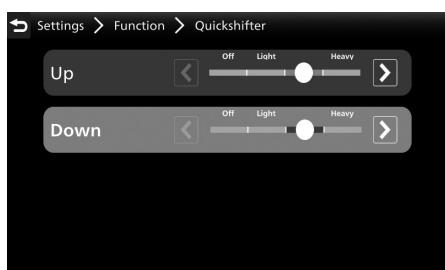 Settings > Function > Quickshifter
Off Light Heavy
Up
Off Light Heavy
Down